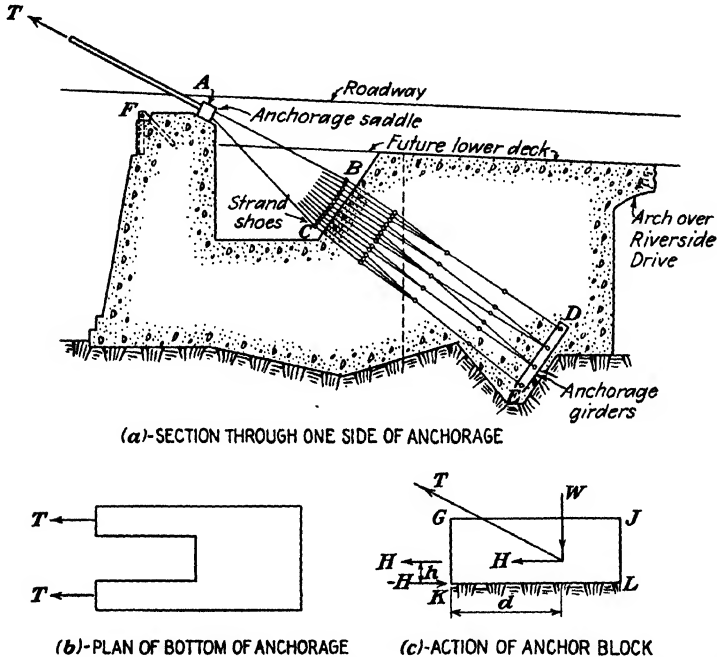 T
A
Roadway
F
Anchorage saddle
Future lower deck
B
Strand
shoes
C
Arch over
Riverside
Drive
D
E
Anchorage
girders
(a)-SECTION THROUGH ONE SIDE OF ANCHORAGE
T
T
(b)-PLAN OF BOTTOM OF ANCHORAGE
T
W
G
J
H
H
h
-H
K
L
d
(c)-ACTION OF ANCHOR BLOCK